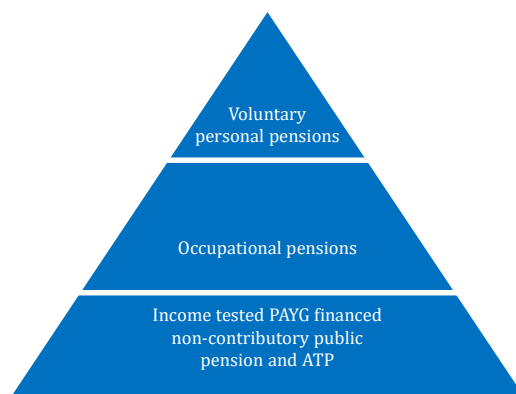 Voluntary
personal pensions
Occupational pensions
Income tested PAYG financed
non-contributory public
pension and ATP